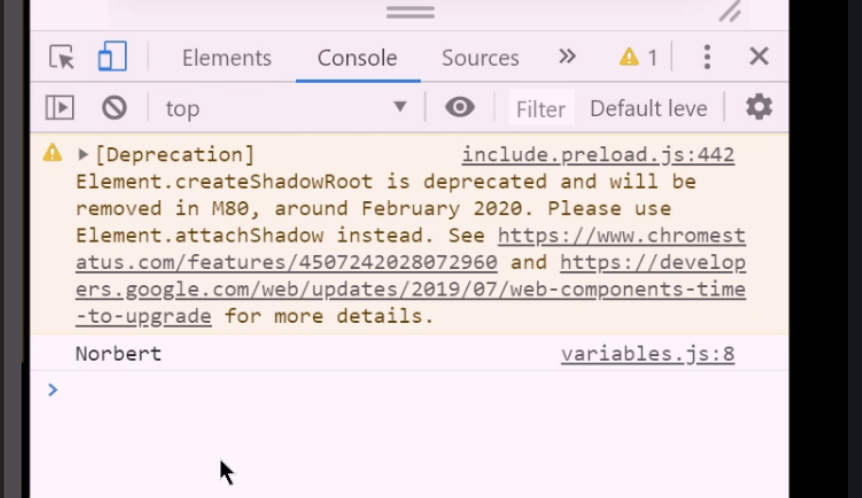 Elements Console Sources » 1
top Filter Default leve
[Deprecation] include.preload.js:442
Element.createShadowRoot is deprecated and will be
removed in M80, around February 2020. Please use
Element.attachShadow instead. See https://www.chromest
atus.com/features/4507242028072960 and https://develop
ers.google.com/web/updates/2019/07/web-components-time
-to-upgrade for more details.
Norbert variables.js:8
>